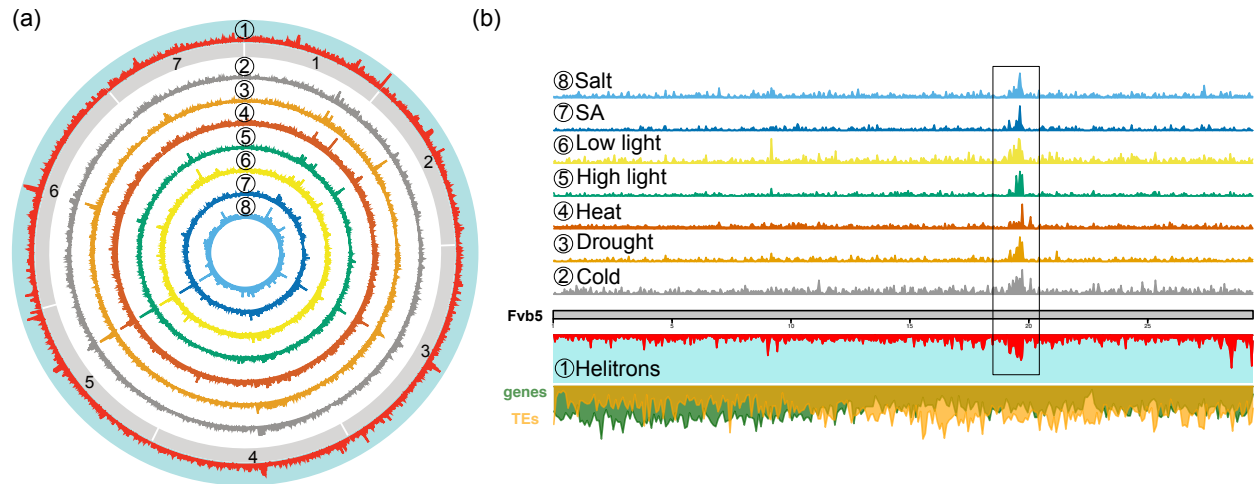 (a)
①
②
③
④
⑤
⑥
⑦
⑧
7
1
2
6
3
5
4
(b)
⑧Salt
⑦SA
⑥Low light
⑤High light
④Heat
③Drought
②Cold
Fvb5
1 5 10 15 20 25
①Helitrons
genes
TEs